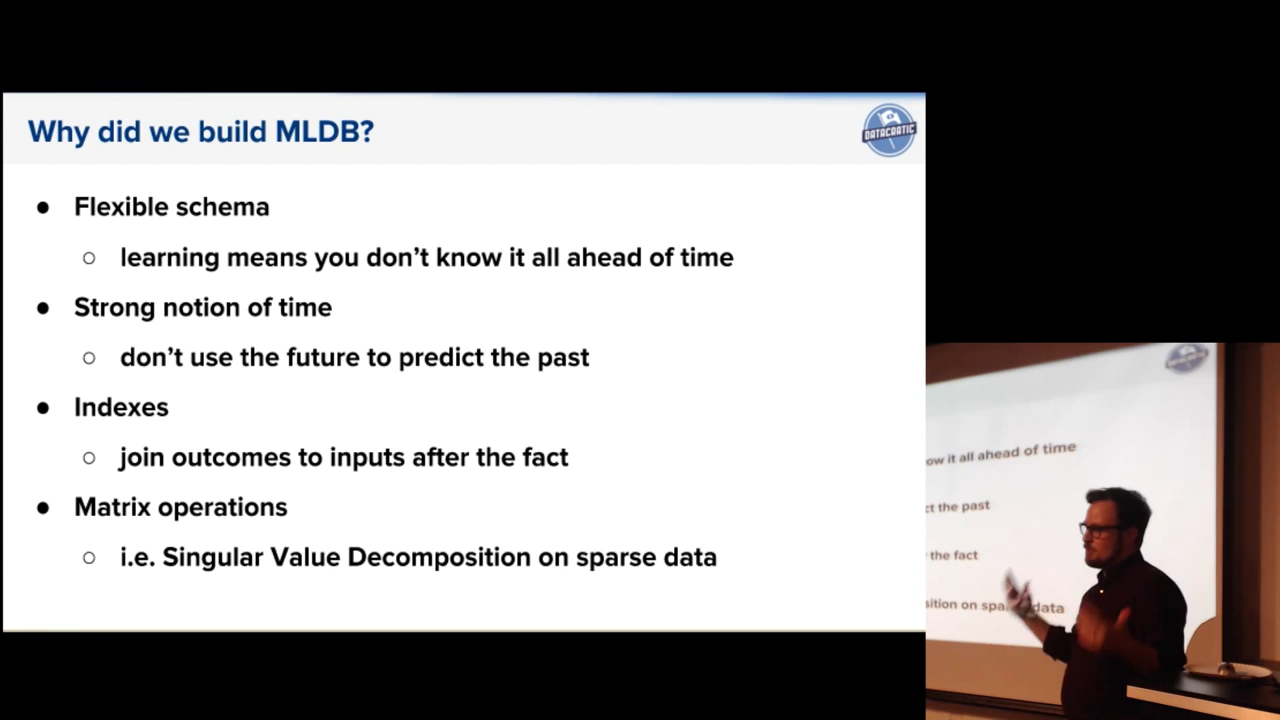 Why did we build MLDB?
DATACRATIC
● Flexible schema
○ learning means you don't know it all ahead of time
● Strong notion of time
○ don't use the future to predict the past
● Indexes
○ join outcomes to inputs after the fact
● Matrix operations
○ i.e. Singular Value Decomposition on sparse data
DATACRATIC
ow it all ahead of time
ct the past
the fact
sition on spa data